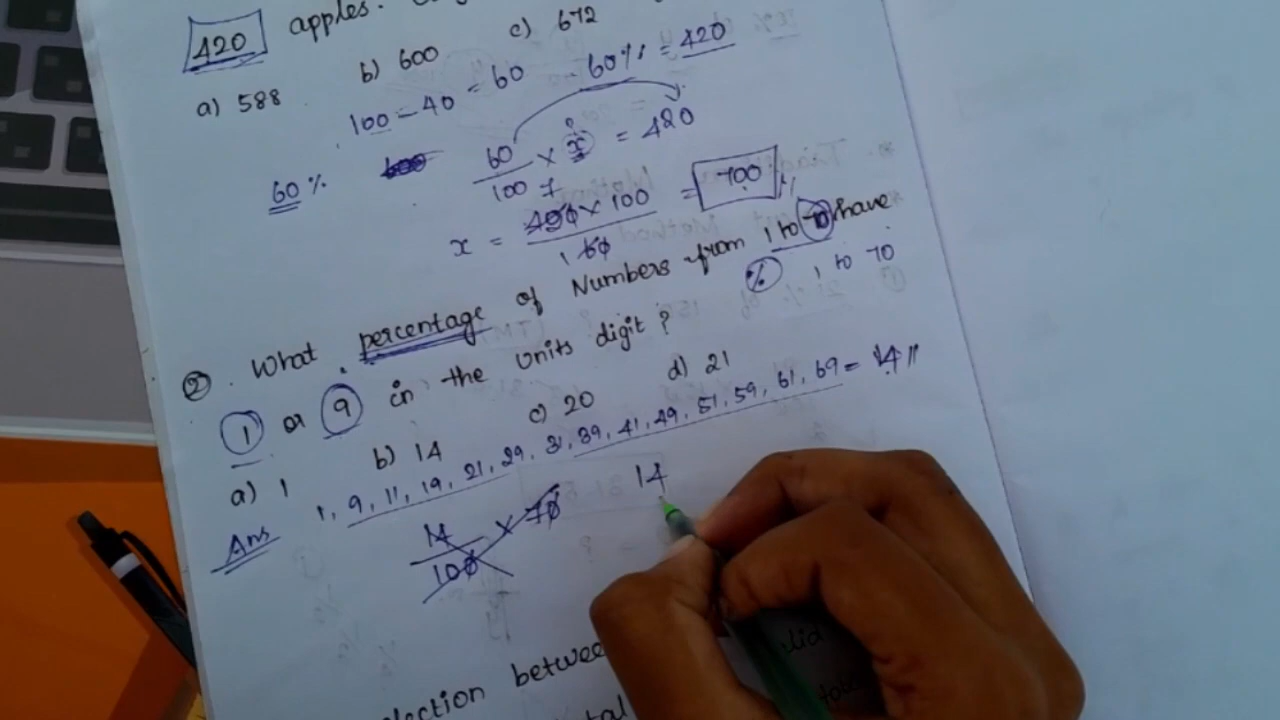 420 apples.
a) 588 b) 600 c) 672
100 - 40 = 60 60% = 420
60% 60/100 × x = 420
x = 420 × 100 / 60 = 700
② What percentage of Numbers from 1 to 70 have
% 1 to 70
1 or 9 in the units digit ?
a) 1 b) 14 c) 20 d) 21
Ans 1, 9, 11, 19, 21, 29, 31, 39, 41, 49, 51, 59, 61, 69 = 14
14/100 × 70 14
between